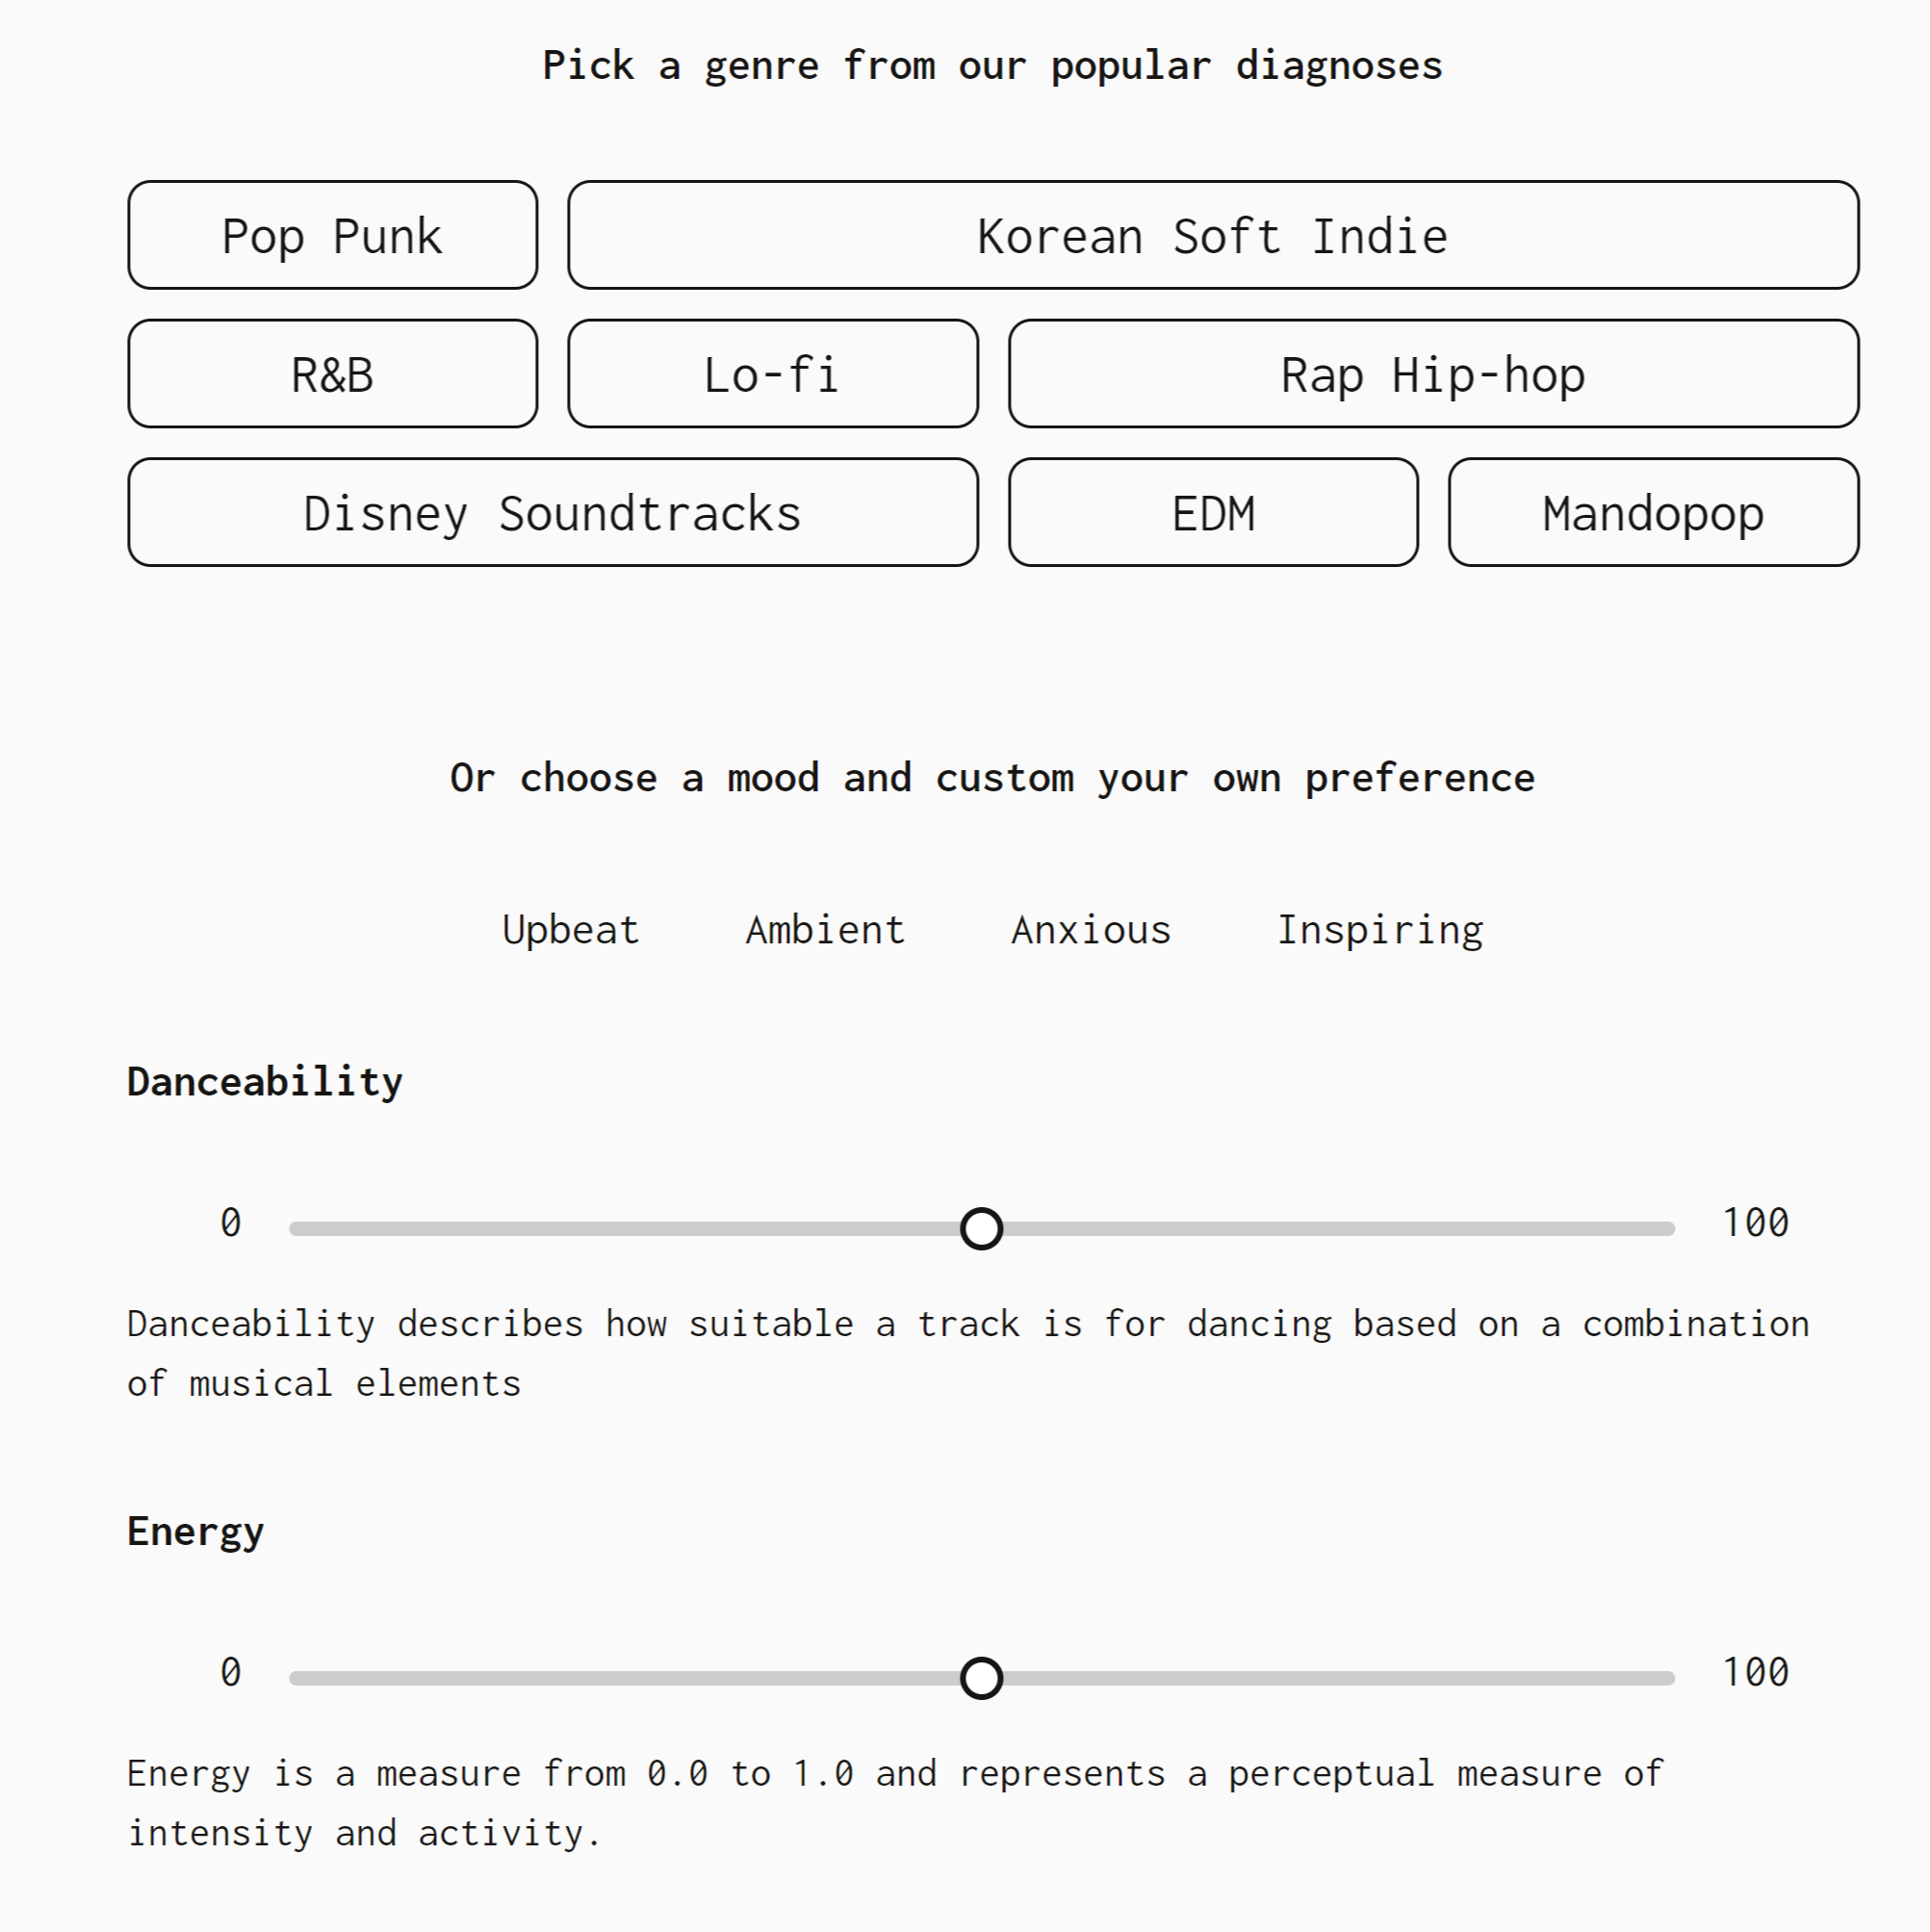 Pick a genre from our popular diagnoses
Pop Punk
Korean Soft Indie
R&B
Lo-fi
Rap Hip-hop
Disney Soundtracks
EDM
Mandopop
Or choose a mood and custom your own preference
Upbeat
Ambient
Anxious
Inspiring
Danceability
0
100
Danceability describes how suitable a track is for dancing based on a combination
of musical elements
Energy
0
100
Energy is a measure from 0.0 to 1.0 and represents a perceptual measure of
intensity and activity.